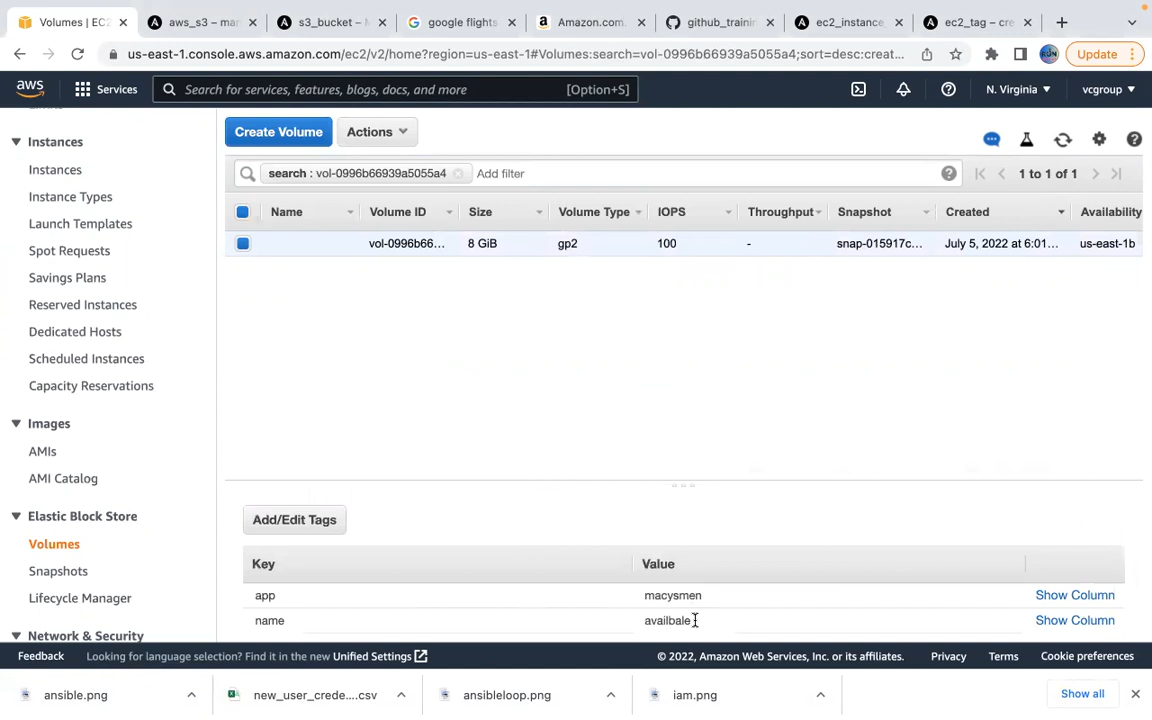 Volumes | EC2
aws_s3 – ma
s3_bucket – M
google flights
Amazon.com.
github_trainin
ec2_instance
ec2_tag – cre
us-east-1.console.aws.amazon.com/ec2/v2/home?region=us-east-1#Volumes:search=vol-0996b66939a5055a4;sort=desc:creat...
Update
aws
Services
Search for services, features, blogs, docs, and more
[Option+S]
N. Virginia
vcgroup
Instances
Instances
Instance Types
Launch Templates
Spot Requests
Savings Plans
Reserved Instances
Dedicated Hosts
Scheduled Instances
Capacity Reservations
Images
AMIs
AMI Catalog
Elastic Block Store
Volumes
Snapshots
Lifecycle Manager
Network & Security
Create Volume
Actions
search : vol-0996b66939a5055a4
Add filter
1 to 1 of 1
Name
Volume ID
Size
Volume Type
IOPS
Throughput
Snapshot
Created
Availability
vol-0996b66...
8 GiB
gp2
100
-
snap-015917c...
July 5, 2022 at 6:01...
us-east-1b
Add/Edit Tags
Key
Value
app
macysmen
Show Column
name
availbale
Show Column
Feedback
Looking for language selection? Find it in the new Unified Settings
© 2022, Amazon Web Services, Inc. or its affiliates.
Privacy
Terms
Cookie preferences
ansible.png
new_user_crede....csv
ansibleloop.png
iam.png
Show all